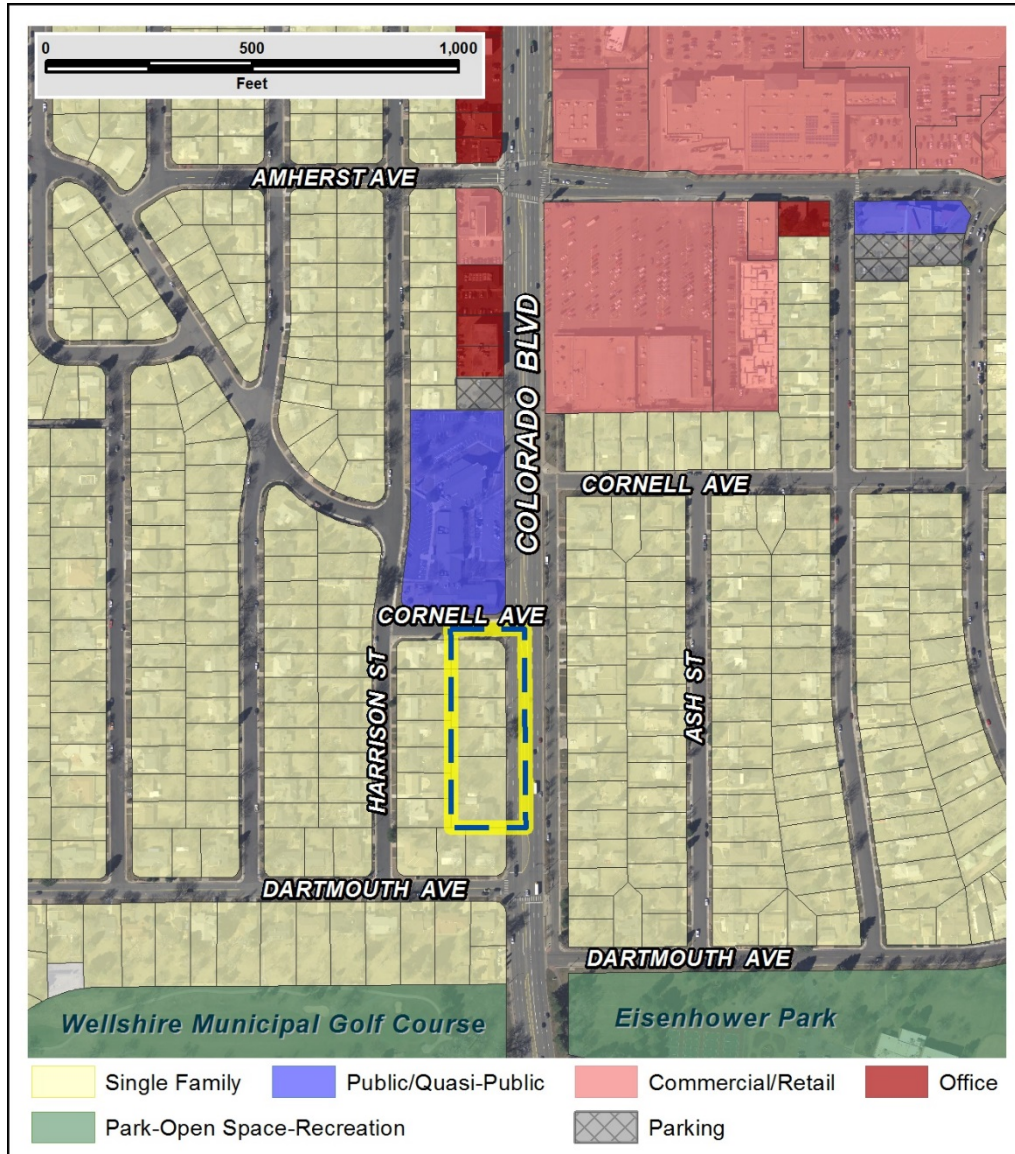 0 500 1,000
Feet
AMHERST AVE
COLORADO BLVD
CORNELL AVE
CORNELL AVE
HARRISON ST
ASH ST
DARTMOUTH AVE
DARTMOUTH AVE
Wellshire Municipal Golf Course
Eisenhower Park
Single Family
Public/Quasi-Public
Commercial/Retail
Office
Park-Open Space-Recreation
Parking